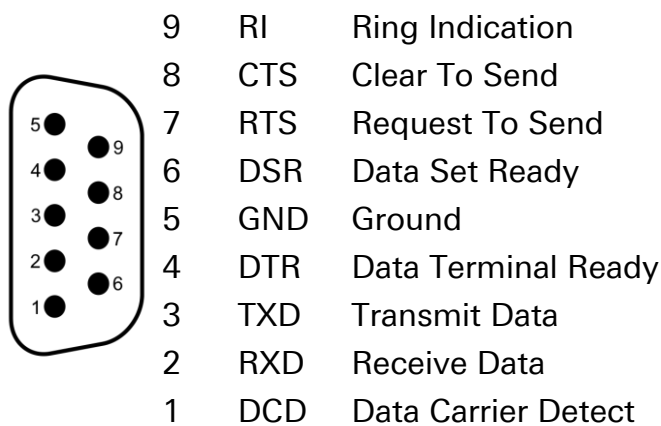 9 RI Ring Indication
8 CTS Clear To Send
7 RTS Request To Send
6 DSR Data Set Ready
5 GND Ground
4 DTR Data Terminal Ready
3 TXD Transmit Data
2 RXD Receive Data
1 DCD Data Carrier Detect
5
9
4
8
3
7
2
6
1